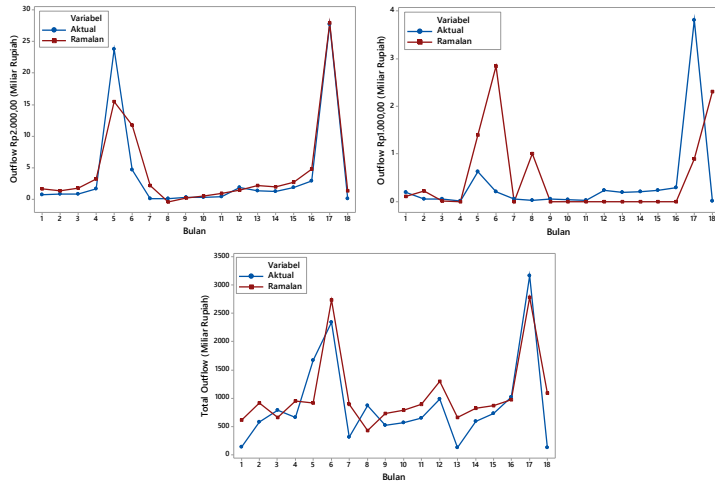 Outflow Rp2.000,00 (Miliar Rupiah)
30
25
20
15
10
5
0
Variabel
Aktual
Ramalan
1 2 3 4 5 6 7 8 9 10 11 12 13 14 15 16 17 18
Bulan
Outflow Rp1.000,00 (Miliar Rupiah)
4
3
2
1
0
Variabel
Aktual
Ramalan
1 2 3 4 5 6 7 8 9 10 11 12 13 14 15 16 17 18
Bulan
Total Outflow (Miliar Rupiah)
3500
3000
2500
2000
1500
1000
500
0
Variabel
Aktual
Ramalan
1 2 3 4 5 6 7 8 9 10 11 12 13 14 15 16 17 18
Bulan